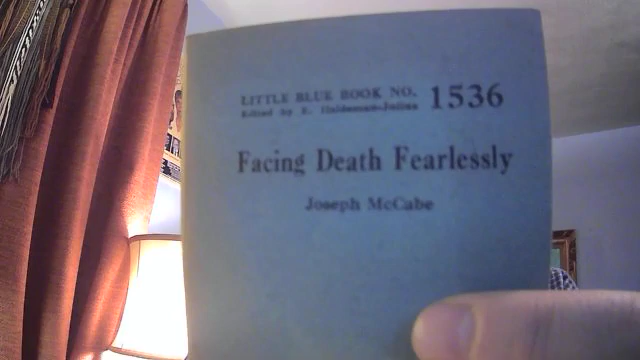 LITTLE BLUE BOOK NO. 1536
Edited by E. Haldeman-Julius
Facing Death Fearlessly
Joseph McCabe